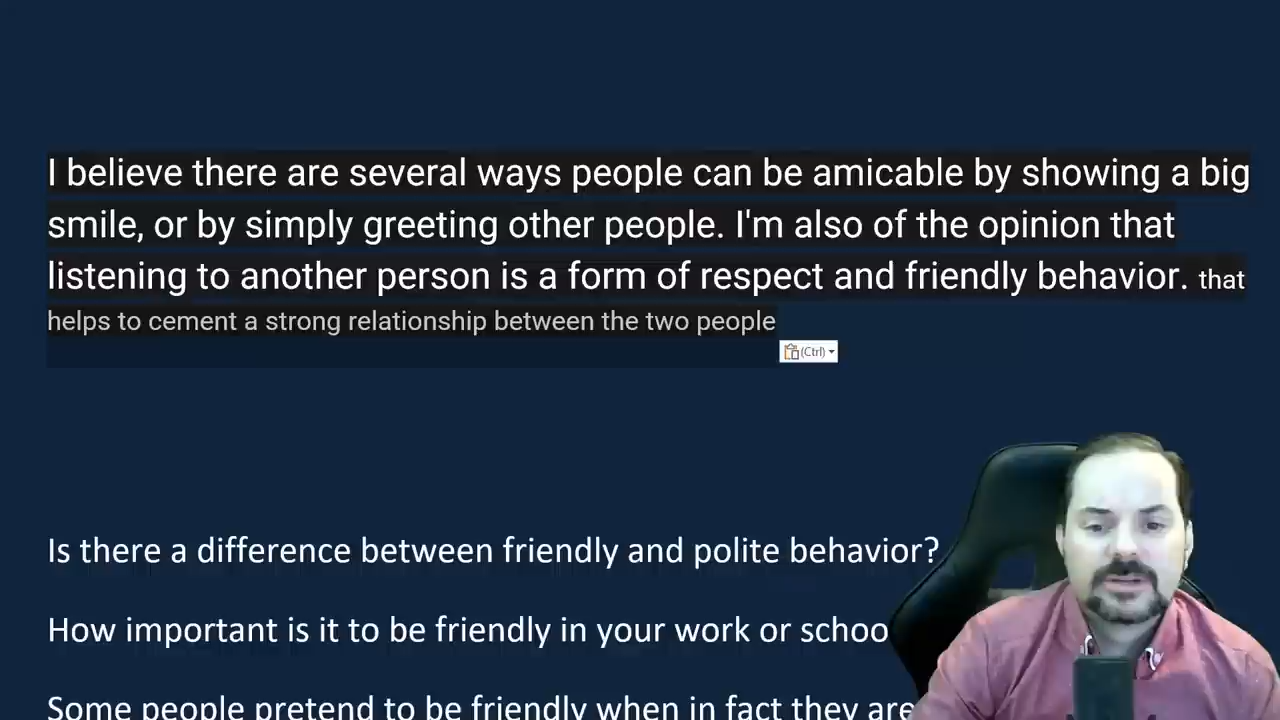 I believe there are several ways people can be amicable by showing a big
smile, or by simply greeting other people. I'm also of the opinion that
listening to another person is a form of respect and friendly behavior. that
helps to cement a strong relationship between the two people
(Ctrl)
Is there a difference between friendly and polite behavior?
How important is it to be friendly in your work or schoo
Some people pretend to be friendly when in fact they are